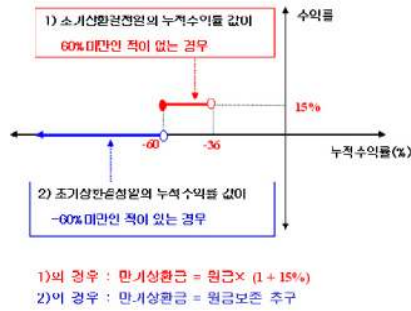 1) 초기상환결정일의 누적수익률 값이
60%미만인 적이 없는 경우
수익률
15%
-60
-36
누적수익률(%)
2) 초기상환결정일의 누적수익률 값이
-60%미만인 적이 있는 경우
1)의 경우 : 만기상환금 = 원금× (1 + 15%)
2)이 경우 : 만기상환금 = 원금보존 추구